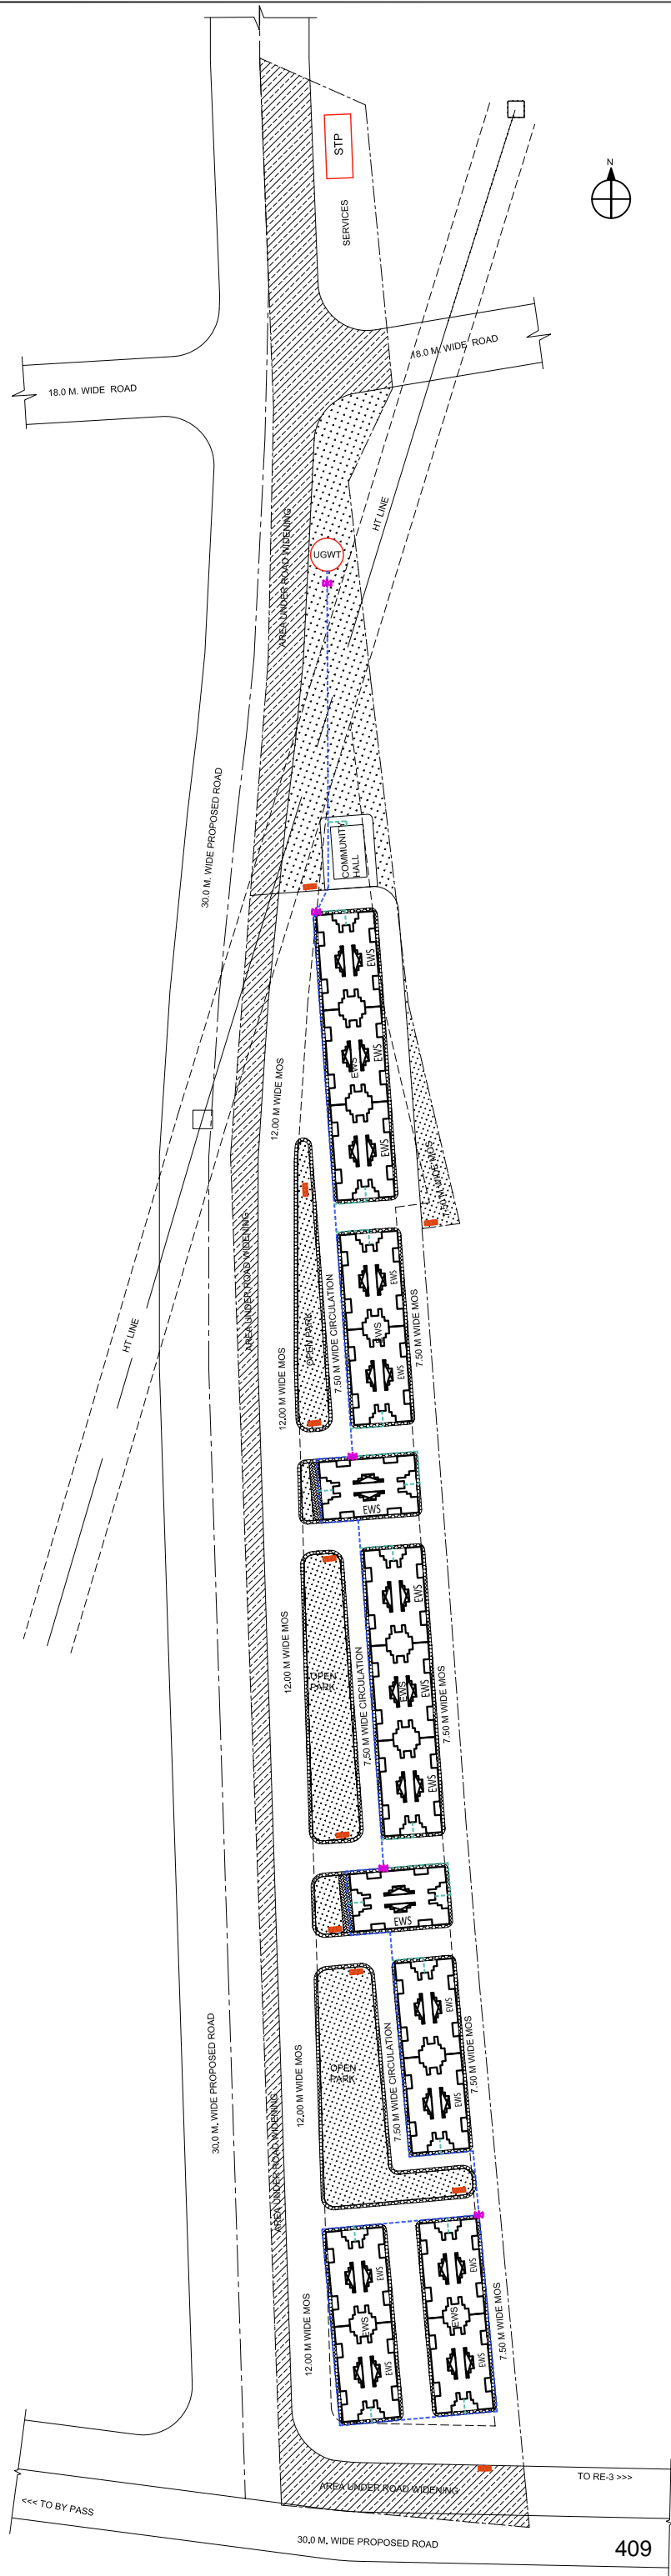 STP
N
SERVICES
18.0 M. WIDE ROAD
18.0 M. WIDE ROAD
HT LINE
AREA UNDER ROAD WIDENING
UGWT
30.0 M. WIDE PROPOSED ROAD
COMMUNITY
HALL
EWS
EWS
EWS
EWS
12.00 M WIDE MOS
WIDE MOS
AREA UNDER ROAD WIDENING
HT LINE
OPEN PARK
7.50 M WIDE CIRCULATION
EWS
EWS
EWS
7.50 M WIDE MOS
12.00 M WIDE MOS
EWS
EWS
12.00 M WIDE MOS
OPEN
PARK
7.50 M WIDE CIRCULATION
EWS
EWS
EWS
7.50 M WIDE MOS
EWS
30.0 M. WIDE PROPOSED ROAD
12.00 M WIDE MOS
OPEN
PARK
7.50 M WIDE CIRCULATION
EWS
EWS
7.50 M WIDE MOS
AREA UNDER ROAD WIDENING
12.00 M WIDE MOS
EWS
EWS
EWS
EWS
EWS
EWS
7.50 M WIDE MOS
TO RE-3 >>>
AREA UNDER ROAD WIDENING
<<< TO BY PASS
30.0 M. WIDE PROPOSED ROAD
409